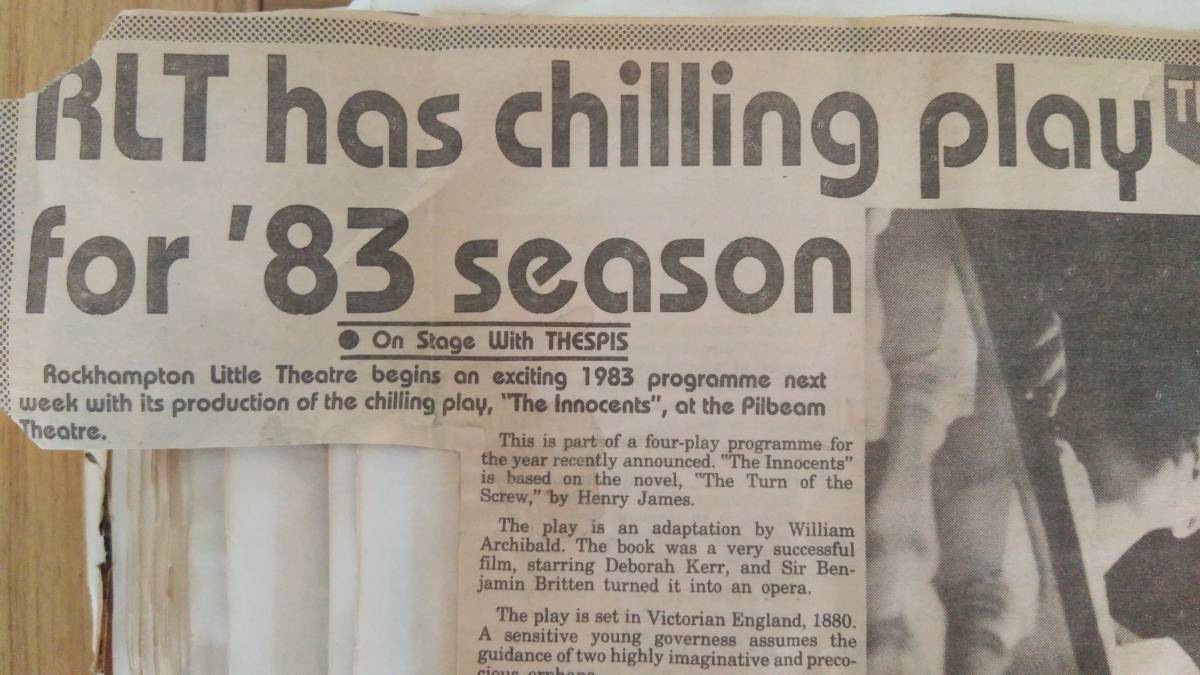 RLT has chilling play
for '83 season
● On Stage With THESPIS
Rockhampton Little Theatre begins an exciting 1983 programme next
week with its production of the chilling play, "The Innocents", at the Pilbeam
Theatre.
This is part of a four-play programme for
the year recently announced. "The Innocents"
is based on the novel, "The Turn of the
Screw," by Henry James.
The play is an adaptation by William
Archibald. The book was a very successful
film, starring Deborah Kerr, and Sir Ben-
jamin Britten turned it into an opera.
The play is set in Victorian England, 1880.
A sensitive young governess assumes the
guidance of two highly imaginative and preco-
cious orphans